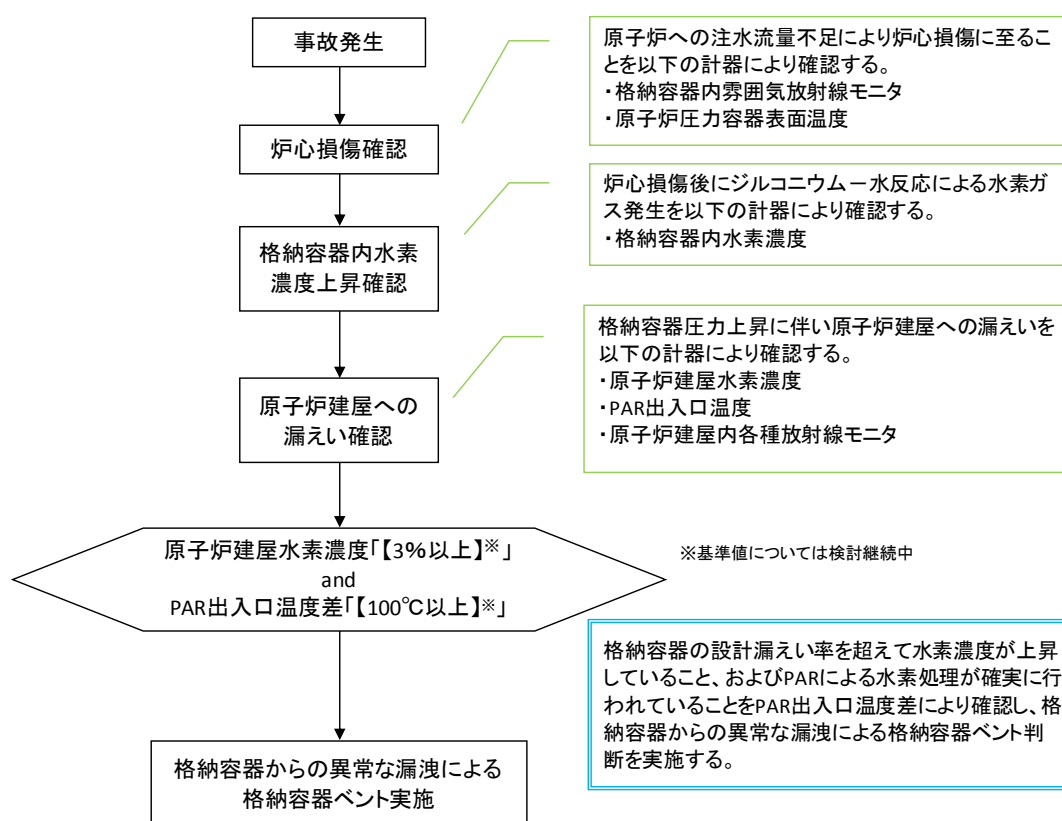 事故発生
原子炉への注水流量不足により炉心損傷に至るこ
とを以下の計器により確認する。
・格納容器内雰囲気放射線モニタ
・原子炉圧力容器表面温度
炉心損傷確認
炉心損傷後にジルコニウム－水反応による水素ガ
ス発生を以下の計器により確認する。
・格納容器内水素濃度
格納容器内水素
濃度上昇確認
格納容器圧力上昇に伴い原子炉建屋への漏えいを
以下の計器により確認する。
・原子炉建屋水素濃度
・PAR出入口温度
・原子炉建屋内各種放射線モニタ
原子炉建屋への
漏えい確認
原子炉建屋水素濃度「【3%以上】※」
and
PAR出入口温度差「【100℃以上】※」
※基準値については検討継続中
格納容器の設計漏えい率を超えて水素濃度が上昇
していること、およびPARによる水素処理が確実に行
われていることをPAR出入口温度差により確認し、格
納容器からの異常な漏洩による格納容器ベント判
断を実施する。
格納容器からの異常な漏洩による
格納容器ベント実施